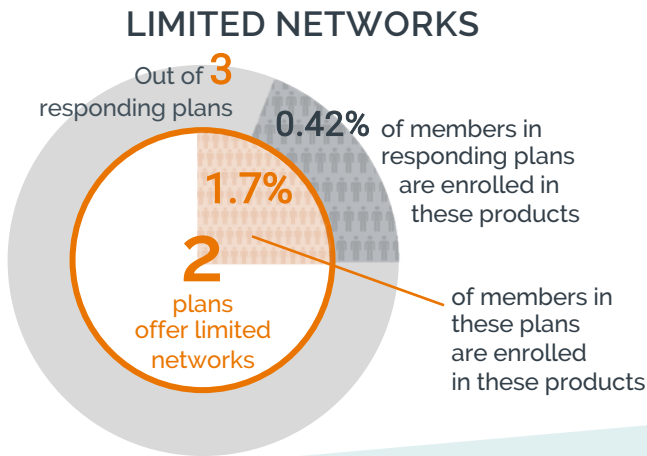 LIMITED NETWORKS
Out of 3
responding plans
0.42% of members in
responding plans
are enrolled in
these products
1.7%
2
plans
offer limited
networks
of members in
these plans
are enrolled
in these products